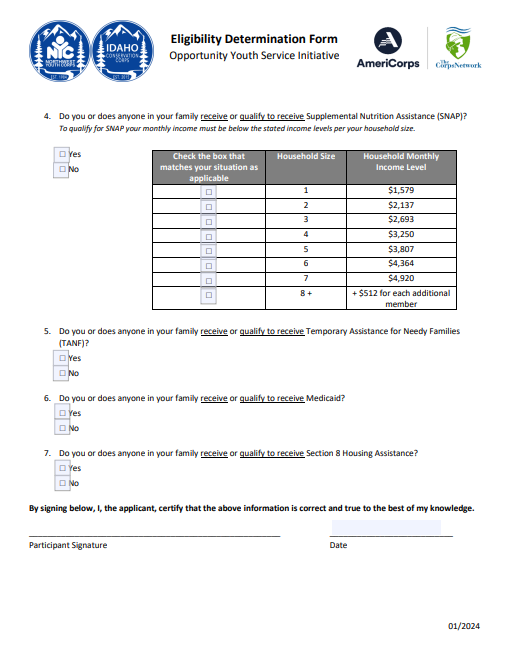 NYC
NORTHWEST
YOUTH CORPS
IDAHO
CONSERVATION
CORPS
Eligibility Determination Form
Opportunity Youth Service Initiative
AmeriCorps
The
CorpsNetwork
4. Do you or does anyone in your family receive or qualify to receive Supplemental Nutrition Assistance (SNAP)?
To qualify for SNAP your monthly income must be below the stated income levels per your household size.
☐ Yes
☐ No
Check the box that matches your situation as applicable Household Size Household Monthly Income Level
☐ 1 $1,579
☐ 2 $2,137
☐ 3 $2,693
☐ 4 $3,250
☐ 5 $3,807
☐ 6 $4,364
☐ 7 $4,920
☐ 8 + + $512 for each additional member
5. Do you or does anyone in your family receive or qualify to receive Temporary Assistance for Needy Families
(TANF)?
☐ Yes
☐ No
6. Do you or does anyone in your family receive or qualify to receive Medicaid?
☐ Yes
☐ No
7. Do you or does anyone in your family receive or qualify to receive Section 8 Housing Assistance?
☐ Yes
☐ No
By signing below, I, the applicant, certify that the above information is correct and true to the best of my knowledge.
Participant Signature Date
01/2024